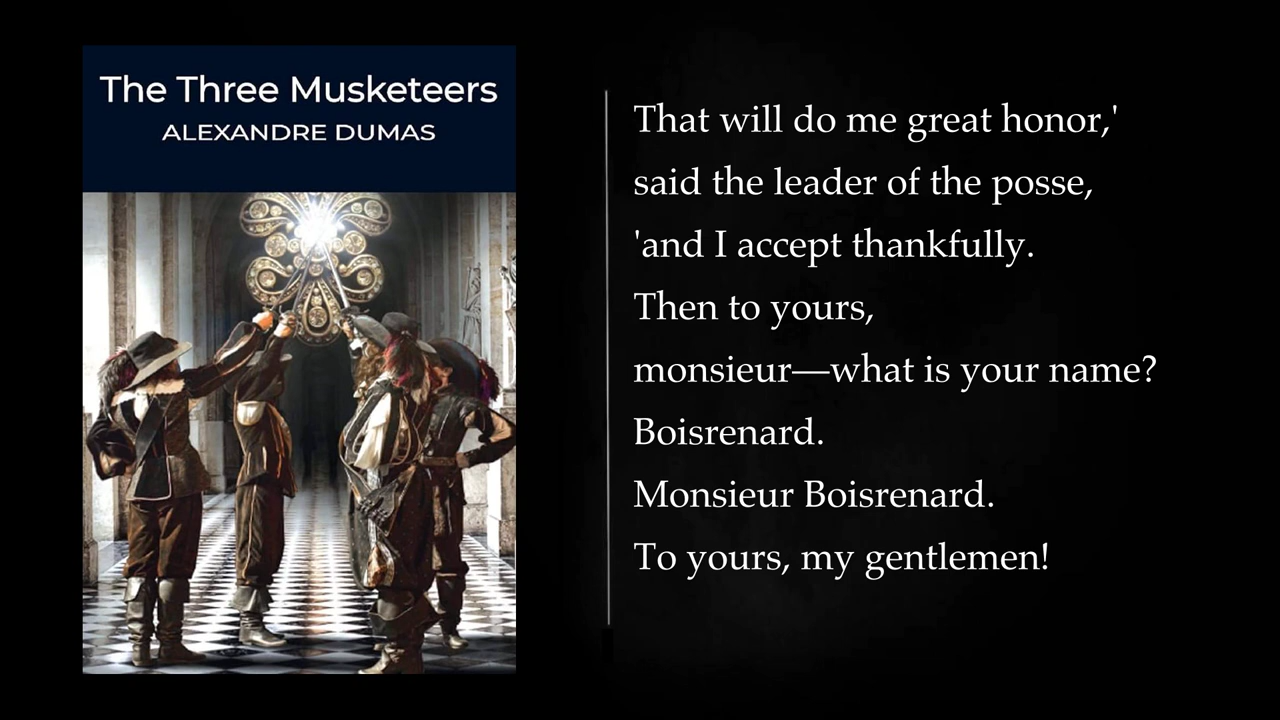 The Three Musketeers
ALEXANDRE DUMAS
That will do me great honor,'
said the leader of the posse,
'and I accept thankfully.
Then to yours,
monsieur—what is your name?
Boisrenard.
Monsieur Boisrenard.
To yours, my gentlemen!